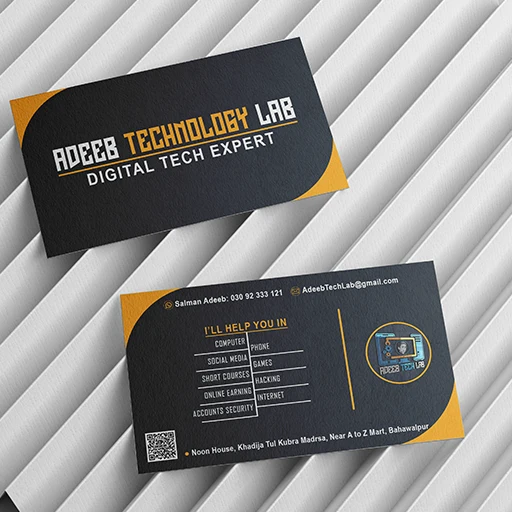 ADEEB TECHNOLOGY LAB
DIGITAL TECH EXPERT
Salman Adeeb: 030 92 333 121 AdeebTechLab@gmail.com
I'LL HELP YOU IN
COMPUTER
PHONE
SOCIAL MEDIA
GAMES
SHORT COURSES
HACKING
ONLINE EARNING
INTERNET
ACCOUNTS SECURITY
ADEEB TECH LAB
Noon House, Khadija Tul Kubra Madrsa, Near A to Z Mart, Bahawalpur